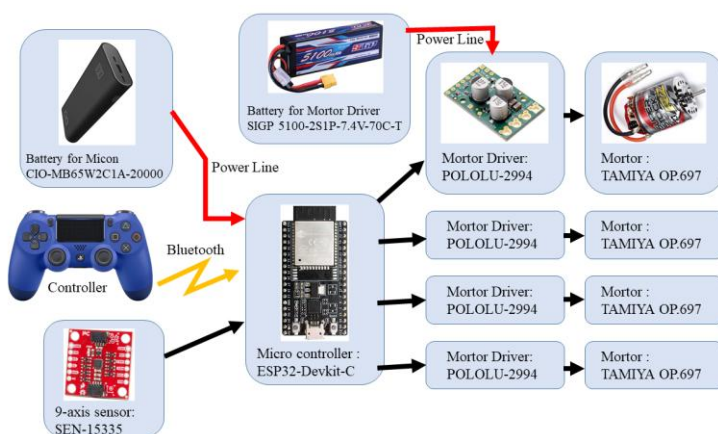 5100mAh
Power Line
Battery for Mortor Driver
SIGP 5100-2S1P-7.4V-70C-T
Battery for Micon
CIO-MB65W2C1A-20000
Power Line
Mortor Driver:
POLOLU-2994
Mortor :
TAMIYA OP.697
Bluetooth
Controller
Mortor Driver:
POLOLU-2994
Mortor :
TAMIYA OP.697
Mortor Driver:
POLOLU-2994
Mortor :
TAMIYA OP.697
Micro controller :
ESP32-Devkit-C
Mortor Driver:
POLOLU-2994
Mortor :
TAMIYA OP.697
9-axis sensor:
SEN-15335